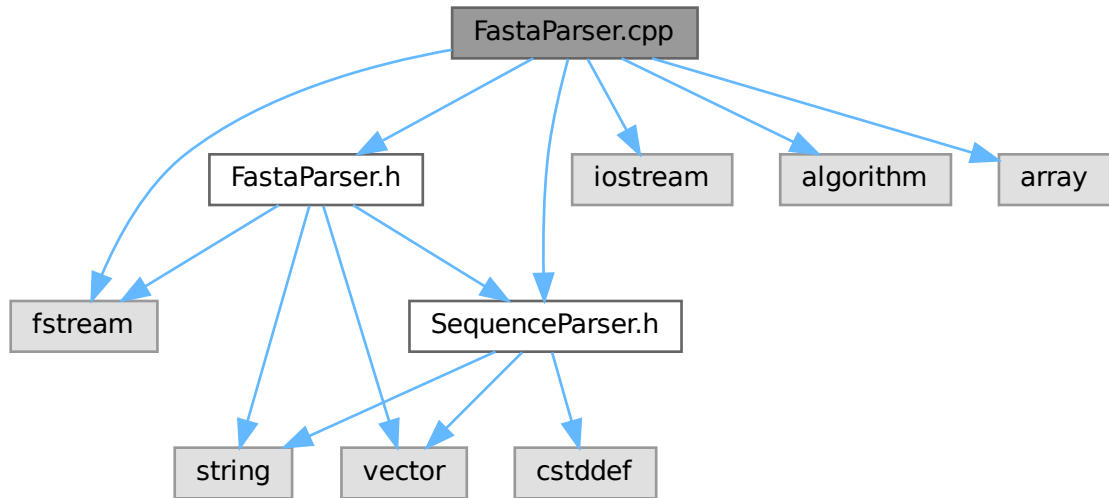 FastaParser.cpp
FastaParser.h
iostream
algorithm
array
fstream
SequenceParser.h
string
vector
cstddef